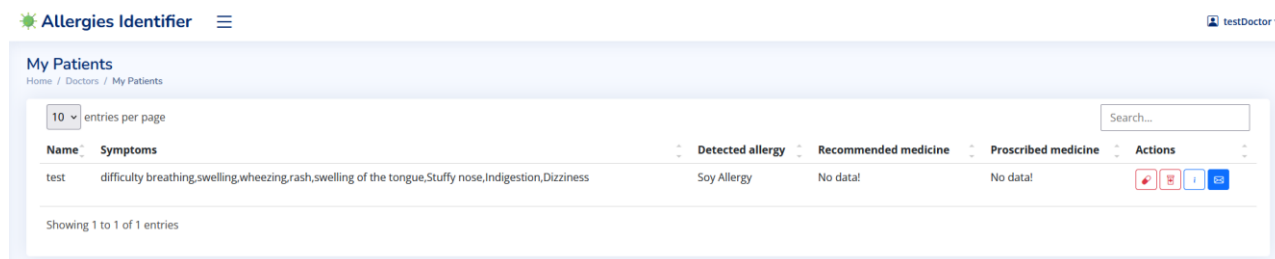 Allergies Identifier
testDoctor
My Patients
Home / Doctors / My Patients
10 entries per page
Search...
Name Symptoms Detected allergy Recommended medicine Proscribed medicine Actions
test difficulty breathing,swelling,wheezing,rash,swelling of the tongue,Stuffy nose,Indigestion,Dizziness Soy Allergy No data! No data! i
Showing 1 to 1 of 1 entries